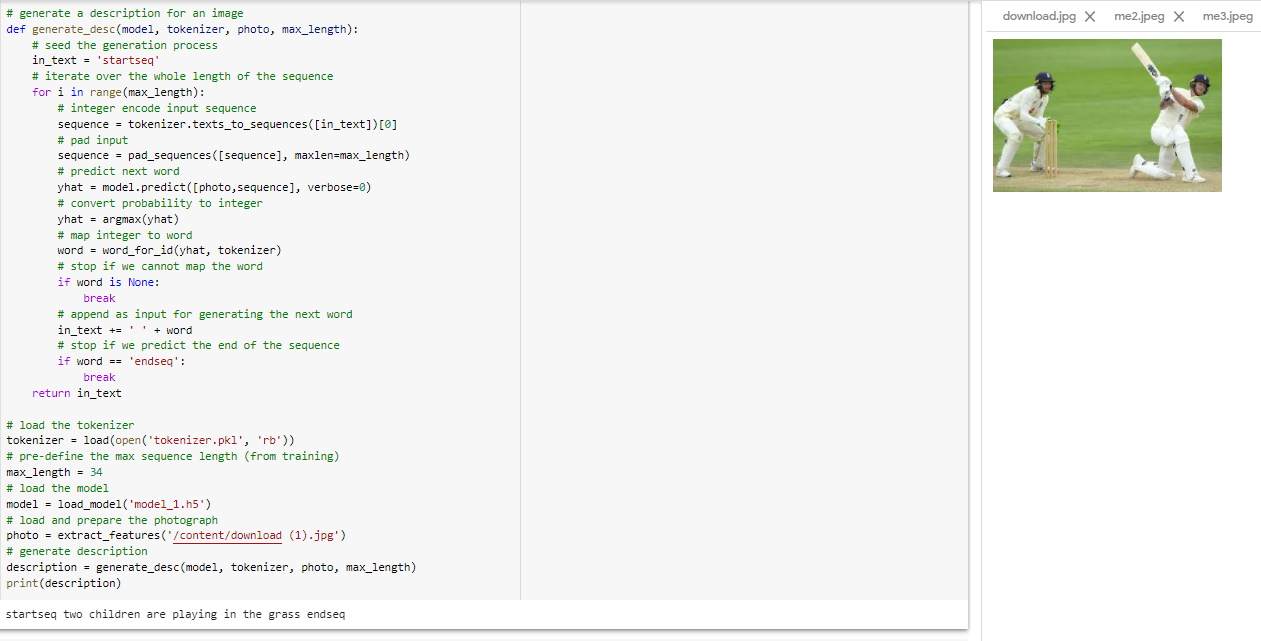 # generate a description for an image
def generate_desc(model, tokenizer, photo, max_length):
    # seed the generation process
    in_text = 'startseq'
    # iterate over the whole length of the sequence
    for i in range(max_length):
        # integer encode input sequence
        sequence = tokenizer.texts_to_sequences([in_text])[0]
        # pad input
        sequence = pad_sequences([sequence], maxlen=max_length)
        # predict next word
        yhat = model.predict([photo,sequence], verbose=0)
        # convert probability to integer
        yhat = argmax(yhat)
        # map integer to word
        word = word_for_id(yhat, tokenizer)
        # stop if we cannot map the word
        if word is None:
            break
        # append as input for generating the next word
        in_text += ' ' + word
        # stop if we predict the end of the sequence
        if word == 'endseq':
            break
    return in_text

# load the tokenizer
tokenizer = load(open('tokenizer.pkl', 'rb'))
# pre-define the max sequence length (from training)
max_length = 34
# load the model
model = load_model('model_1.h5')
# load and prepare the photograph
photo = extract_features('/content/download (1).jpg')
# generate description
description = generate_desc(model, tokenizer, photo, max_length)
print(description)
startseq two children are playing in the grass endseq
download.jpg
me2.jpeg
me3.jpeg